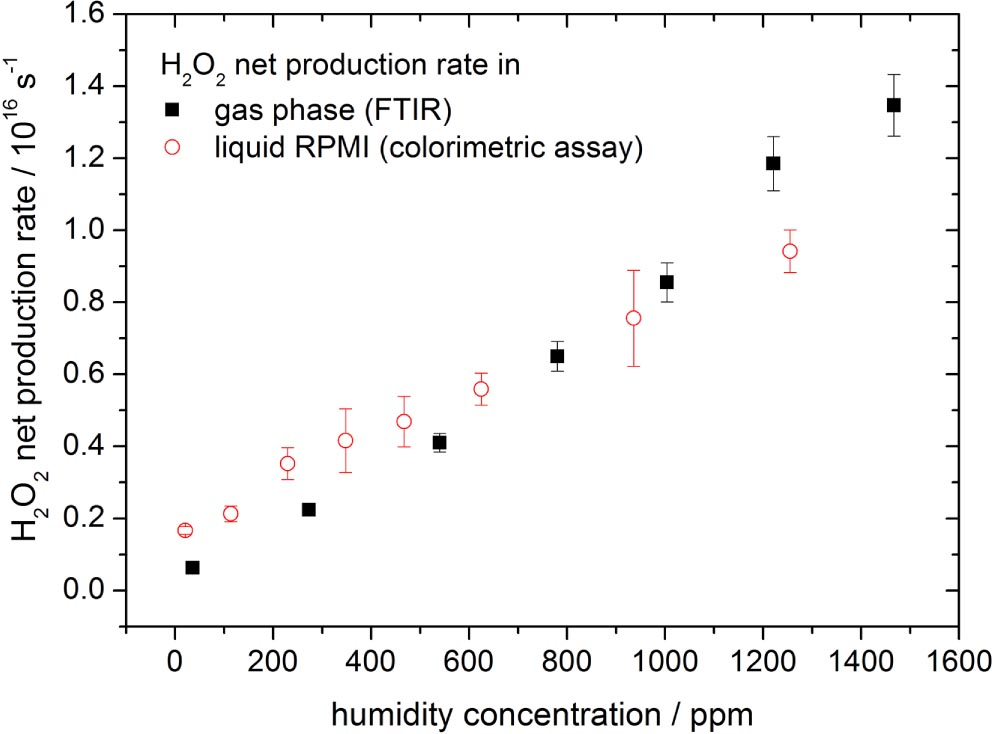 H₂O₂ net production rate / 10¹⁶ s⁻¹
1.6
1.4
1.2
1.0
0.8
0.6
0.4
0.2
0.0
H₂O₂ net production rate in
gas phase (FTIR)
liquid RPMI (colorimetric assay)
0 200 400 600 800 1000 1200 1400 1600
humidity concentration / ppm